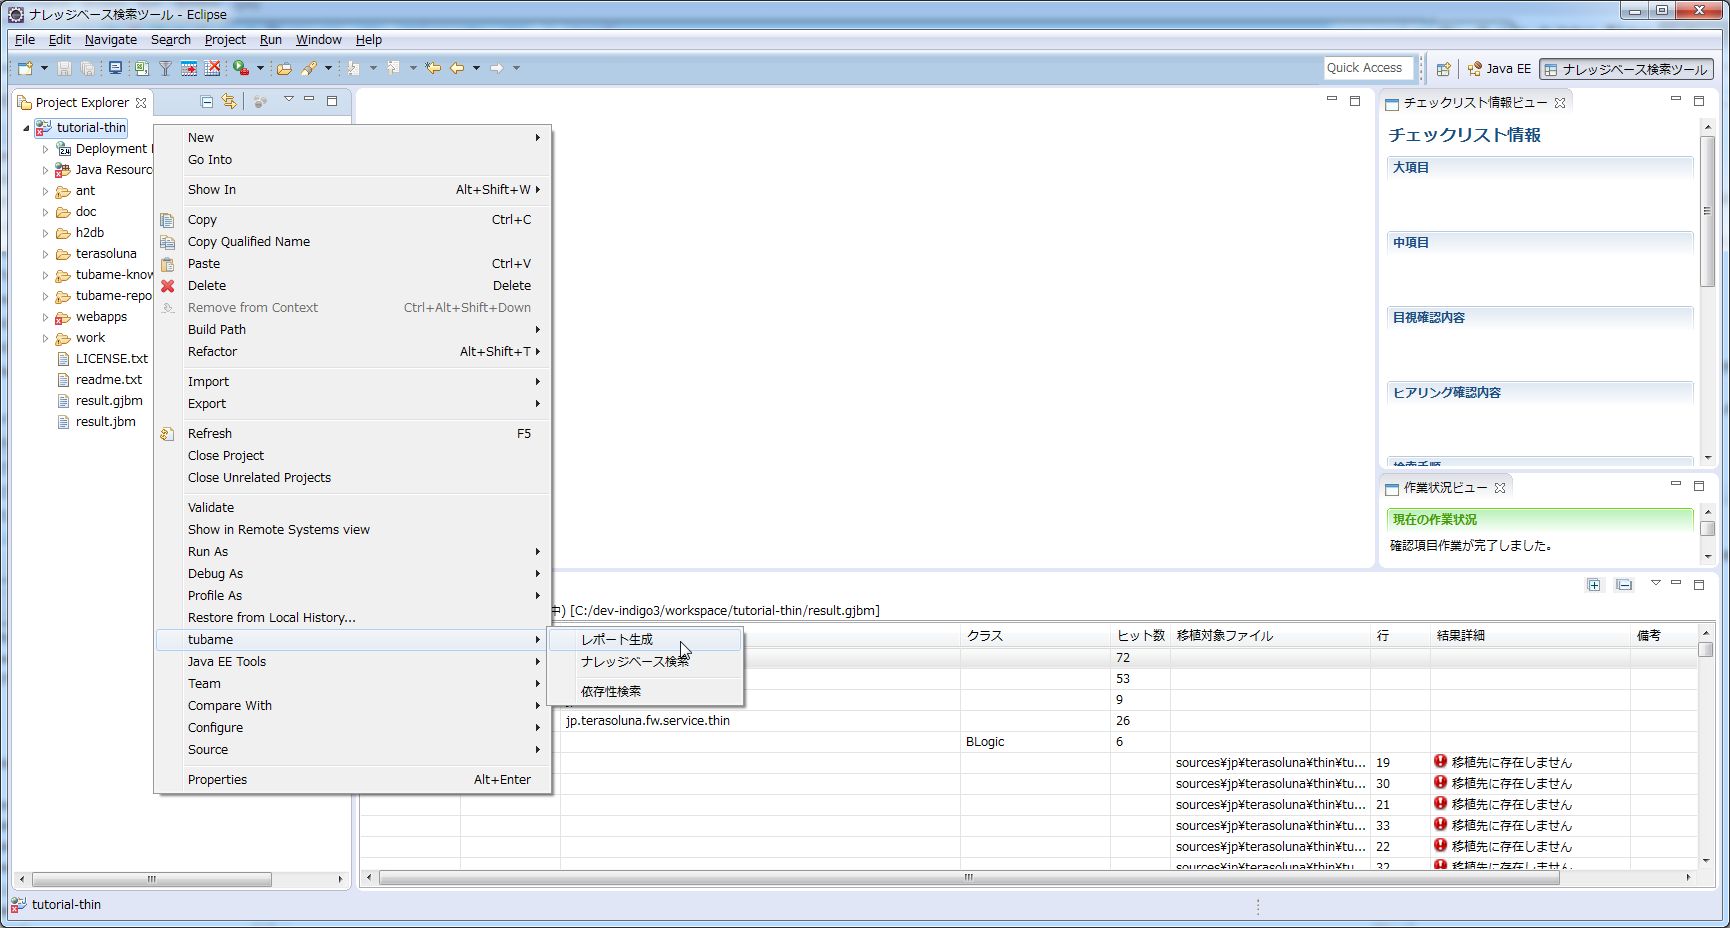 ナレッジベース検索ツール - Eclipse
File Edit Navigate Search Project Run Window Help
Quick Access
Java EE
ナレッジベース検索ツール
Project Explorer
tutorial-thin
Deployment
Java Resourc
ant
doc
h2db
terasoluna
tubame-know
tubame-repo
webapps
work
LICENSE.txt
readme.txt
result.gjbm
result.jbm
New
Go Into
Show In Alt+Shift+W
Copy Ctrl+C
Copy Qualified Name
Paste Ctrl+V
Delete Delete
Remove from Context Ctrl+Alt+Shift+Down
Build Path
Refactor Alt+Shift+T
Import
Export
Refresh F5
Close Project
Close Unrelated Projects
Validate
Show in Remote Systems view
Run As
Debug As
Profile As
Restore from Local History...
tubame
Java EE Tools
Team
Compare With
Configure
Source
Properties Alt+Enter
レポート生成
ナレッジベース検索
依存性検索
チェックリスト情報ビュー
チェックリスト情報
大項目
中項目
目視確認内容
ヒアリング確認内容
作業状況ビュー
現在の作業状況
確認項目作業が完了しました。
中) [C:/dev-indigo3/workspace/tutorial-thin/result.gjbm]
クラス ヒット数 移植対象ファイル 行 結果詳細 備考
72
53
9
jp.terasoluna.fw.service.thin 26
BLogic 6
sources¥jp¥terasoluna¥thin¥tu... 19 移植先に存在しません
sources¥jp¥terasoluna¥thin¥tu... 30 移植先に存在しません
sources¥jp¥terasoluna¥thin¥tu... 21 移植先に存在しません
sources¥jp¥terasoluna¥thin¥tu... 33 移植先に存在しません
sources¥jp¥terasoluna¥thin¥tu... 22 移植先に存在しません
sources¥jp¥terasoluna¥thin¥tu... 32 移植先に存在しません
tutorial-thin